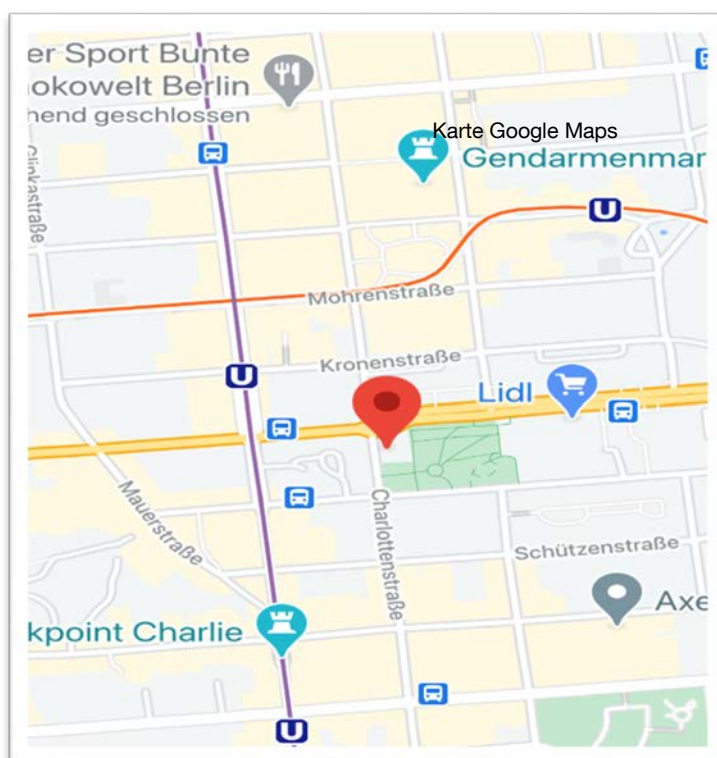 er Sport Bunte
okowelt Berlin
hend geschlossen
Karte Google Maps
Gendarmenmar
Glinkastraße
U
Mohrenstraße
Kronenstraße
U
Lidl
Mauerstraße
Charlottenstraße
Schützenstraße
Axe
kpoint Charlie
U